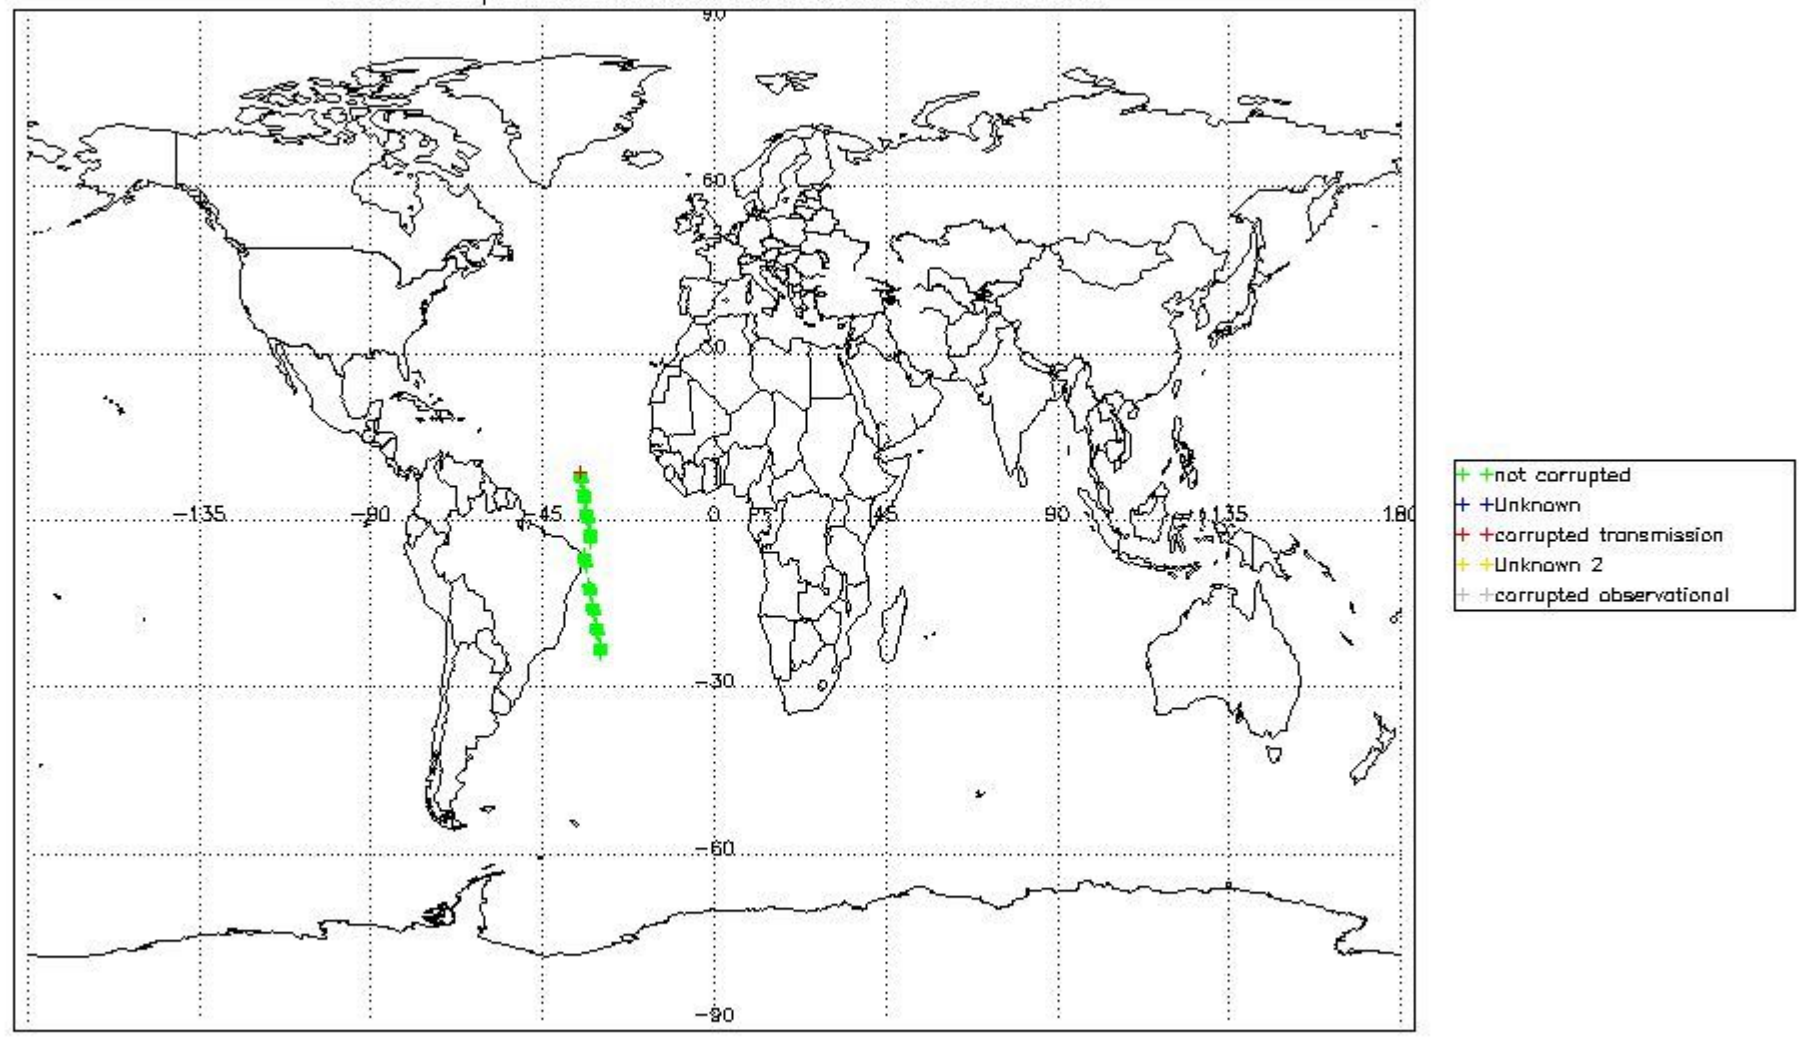 90
60
30
-135 -90 -45 0 45 90 135 180
-30
-60
-90
not corrupted
Unknown
corrupted transmission
Unknown 2
corrupted observational